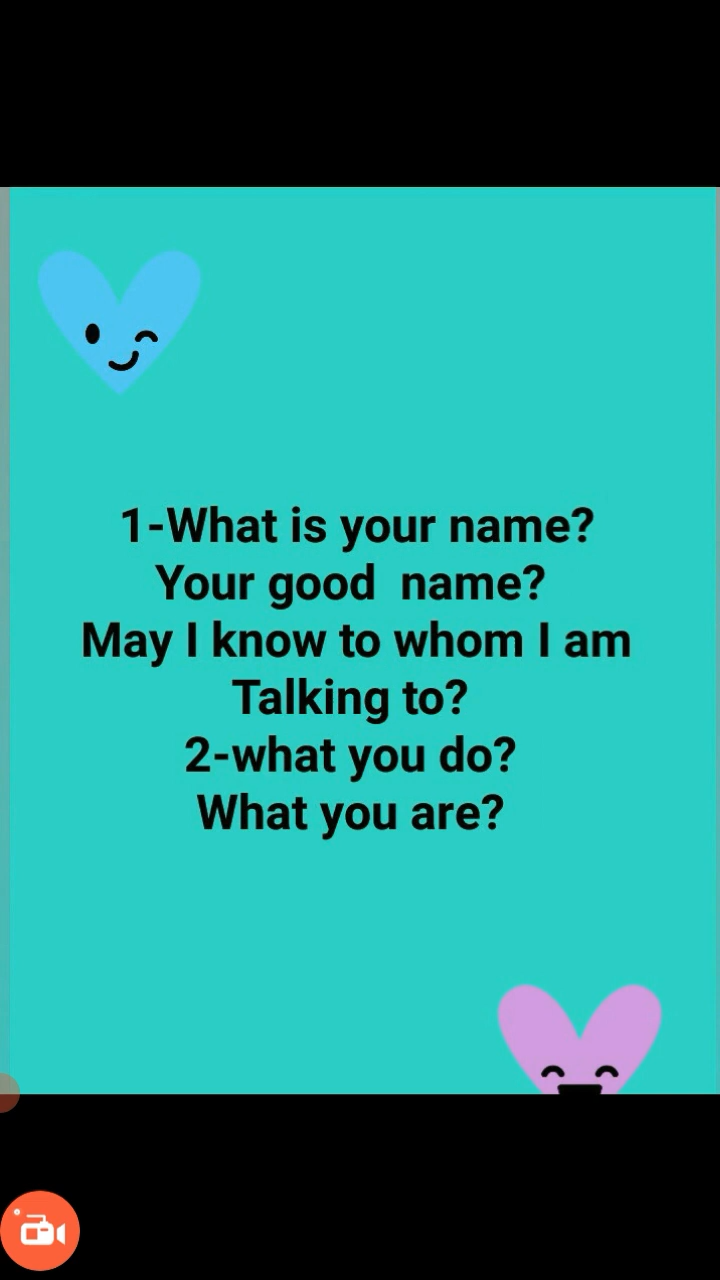 1-What is your name?
Your good  name?
May I know to whom I am
Talking to?
2-what you do?
What you are?